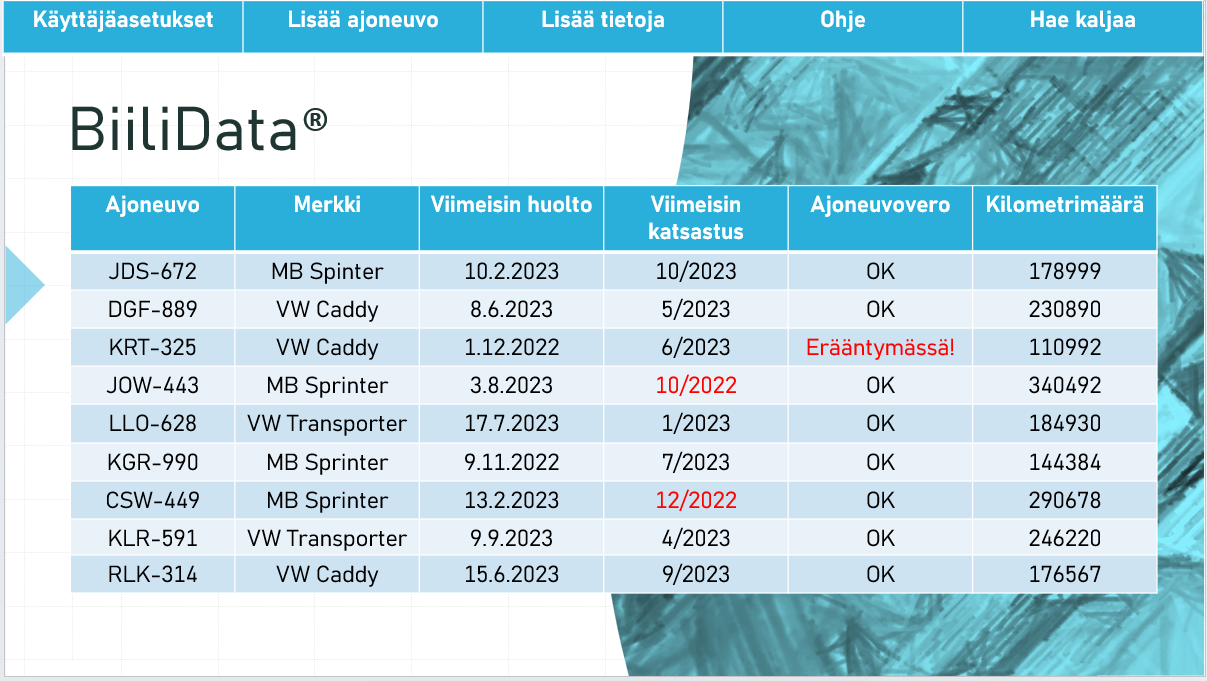 Käyttäjäasetukset Lisää ajoneuvo Lisää tietoja Ohje Hae kaljaa
BiiliData®
Ajoneuvo Merkki Viimeisin huolto Viimeisin katsastus Ajoneuvovero Kilometrimäärä
JDS-672 MB Spinter 10.2.2023 10/2023 OK 178999
DGF-889 VW Caddy 8.6.2023 5/2023 OK 230890
KRT-325 VW Caddy 1.12.2022 6/2023 Erääntymässä! 110992
JOW-443 MB Sprinter 3.8.2023 10/2022 OK 340492
LLO-628 VW Transporter 17.7.2023 1/2023 OK 184930
KGR-990 MB Sprinter 9.11.2022 7/2023 OK 144384
CSW-449 MB Sprinter 13.2.2023 12/2022 OK 290678
KLR-591 VW Transporter 9.9.2023 4/2023 OK 246220
RLK-314 VW Caddy 15.6.2023 9/2023 OK 176567